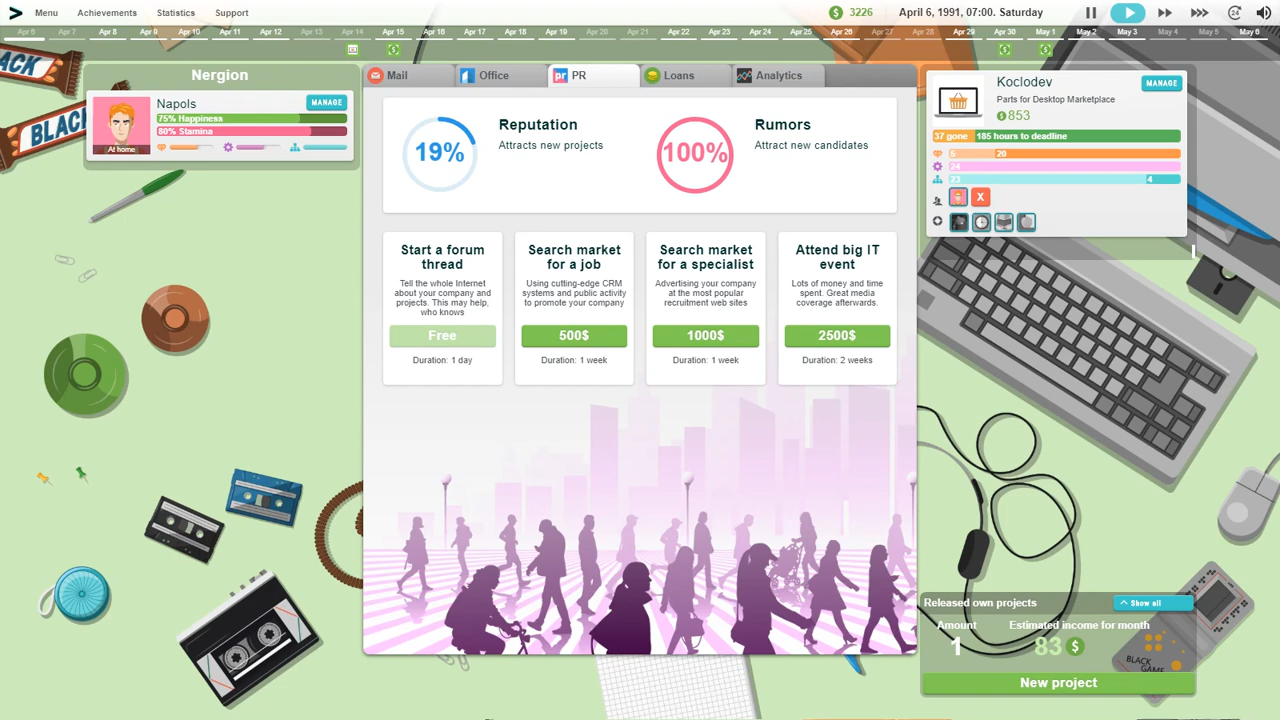 Menu Achievements Statistics Support
3226 April 6, 1991, 07:00. Saturday 24
Apr 6 Apr 7 Apr 8 Apr 9 Apr 10 Apr 11 Apr 12 Apr 13 Apr 14 Apr 15 Apr 16 Apr 17 Apr 18 Apr 19 Apr 20 Apr 21 Apr 22 Apr 23 Apr 24 Apr 25 Apr 26 Apr 27 Apr 28 Apr 29 Apr 30 May 1 May 2 May 3 May 4 May 5 May 6
Nergion
Napols
MANAGE
75% Happiness
80% Stamina
At home
Mail
Office
pr PR
Loans
Analytics
19%
Reputation
Attracts new projects
100%
Rumors
Attract new candidates
Start a forum
thread
Tell the whole Internet
about your company and
projects. This may help,
who knows
Free
Duration: 1 day
Search market
for a job
Using cutting-edge CRM
systems and public activity
to promote your company
500$
Duration: 1 week
Search market
for a specialist
Advertising your company
at the most popular
recruitment web sites
1000$
Duration: 1 week
Attend big IT
event
Lots of money and time
spent. Great media
coverage afterwards.
2500$
Duration: 2 weeks
Koclodev
MANAGE
Parts for Desktop Marketplace
853
37 gone 185 hours to deadline
5 20
24
23 4
X
Released own projects
Show all
Amount
Estimated income for month
1
83 $
New project
BLACK
BLACK
BLACK
GAME